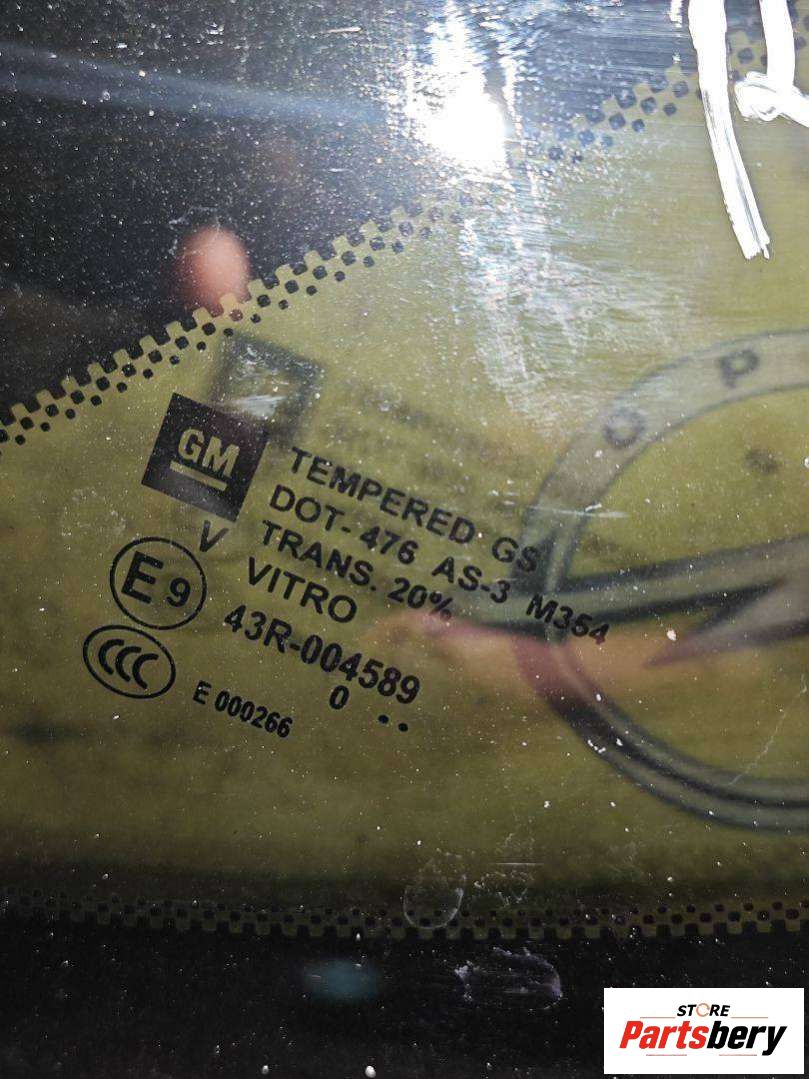 OP
GM
TEMPERED GS
DOT- 476 AS-3 M354
V TRANS. 20%
VITRO
E9 43R-004589
CCC
E 000266
0 ..
STORE
Partsbery